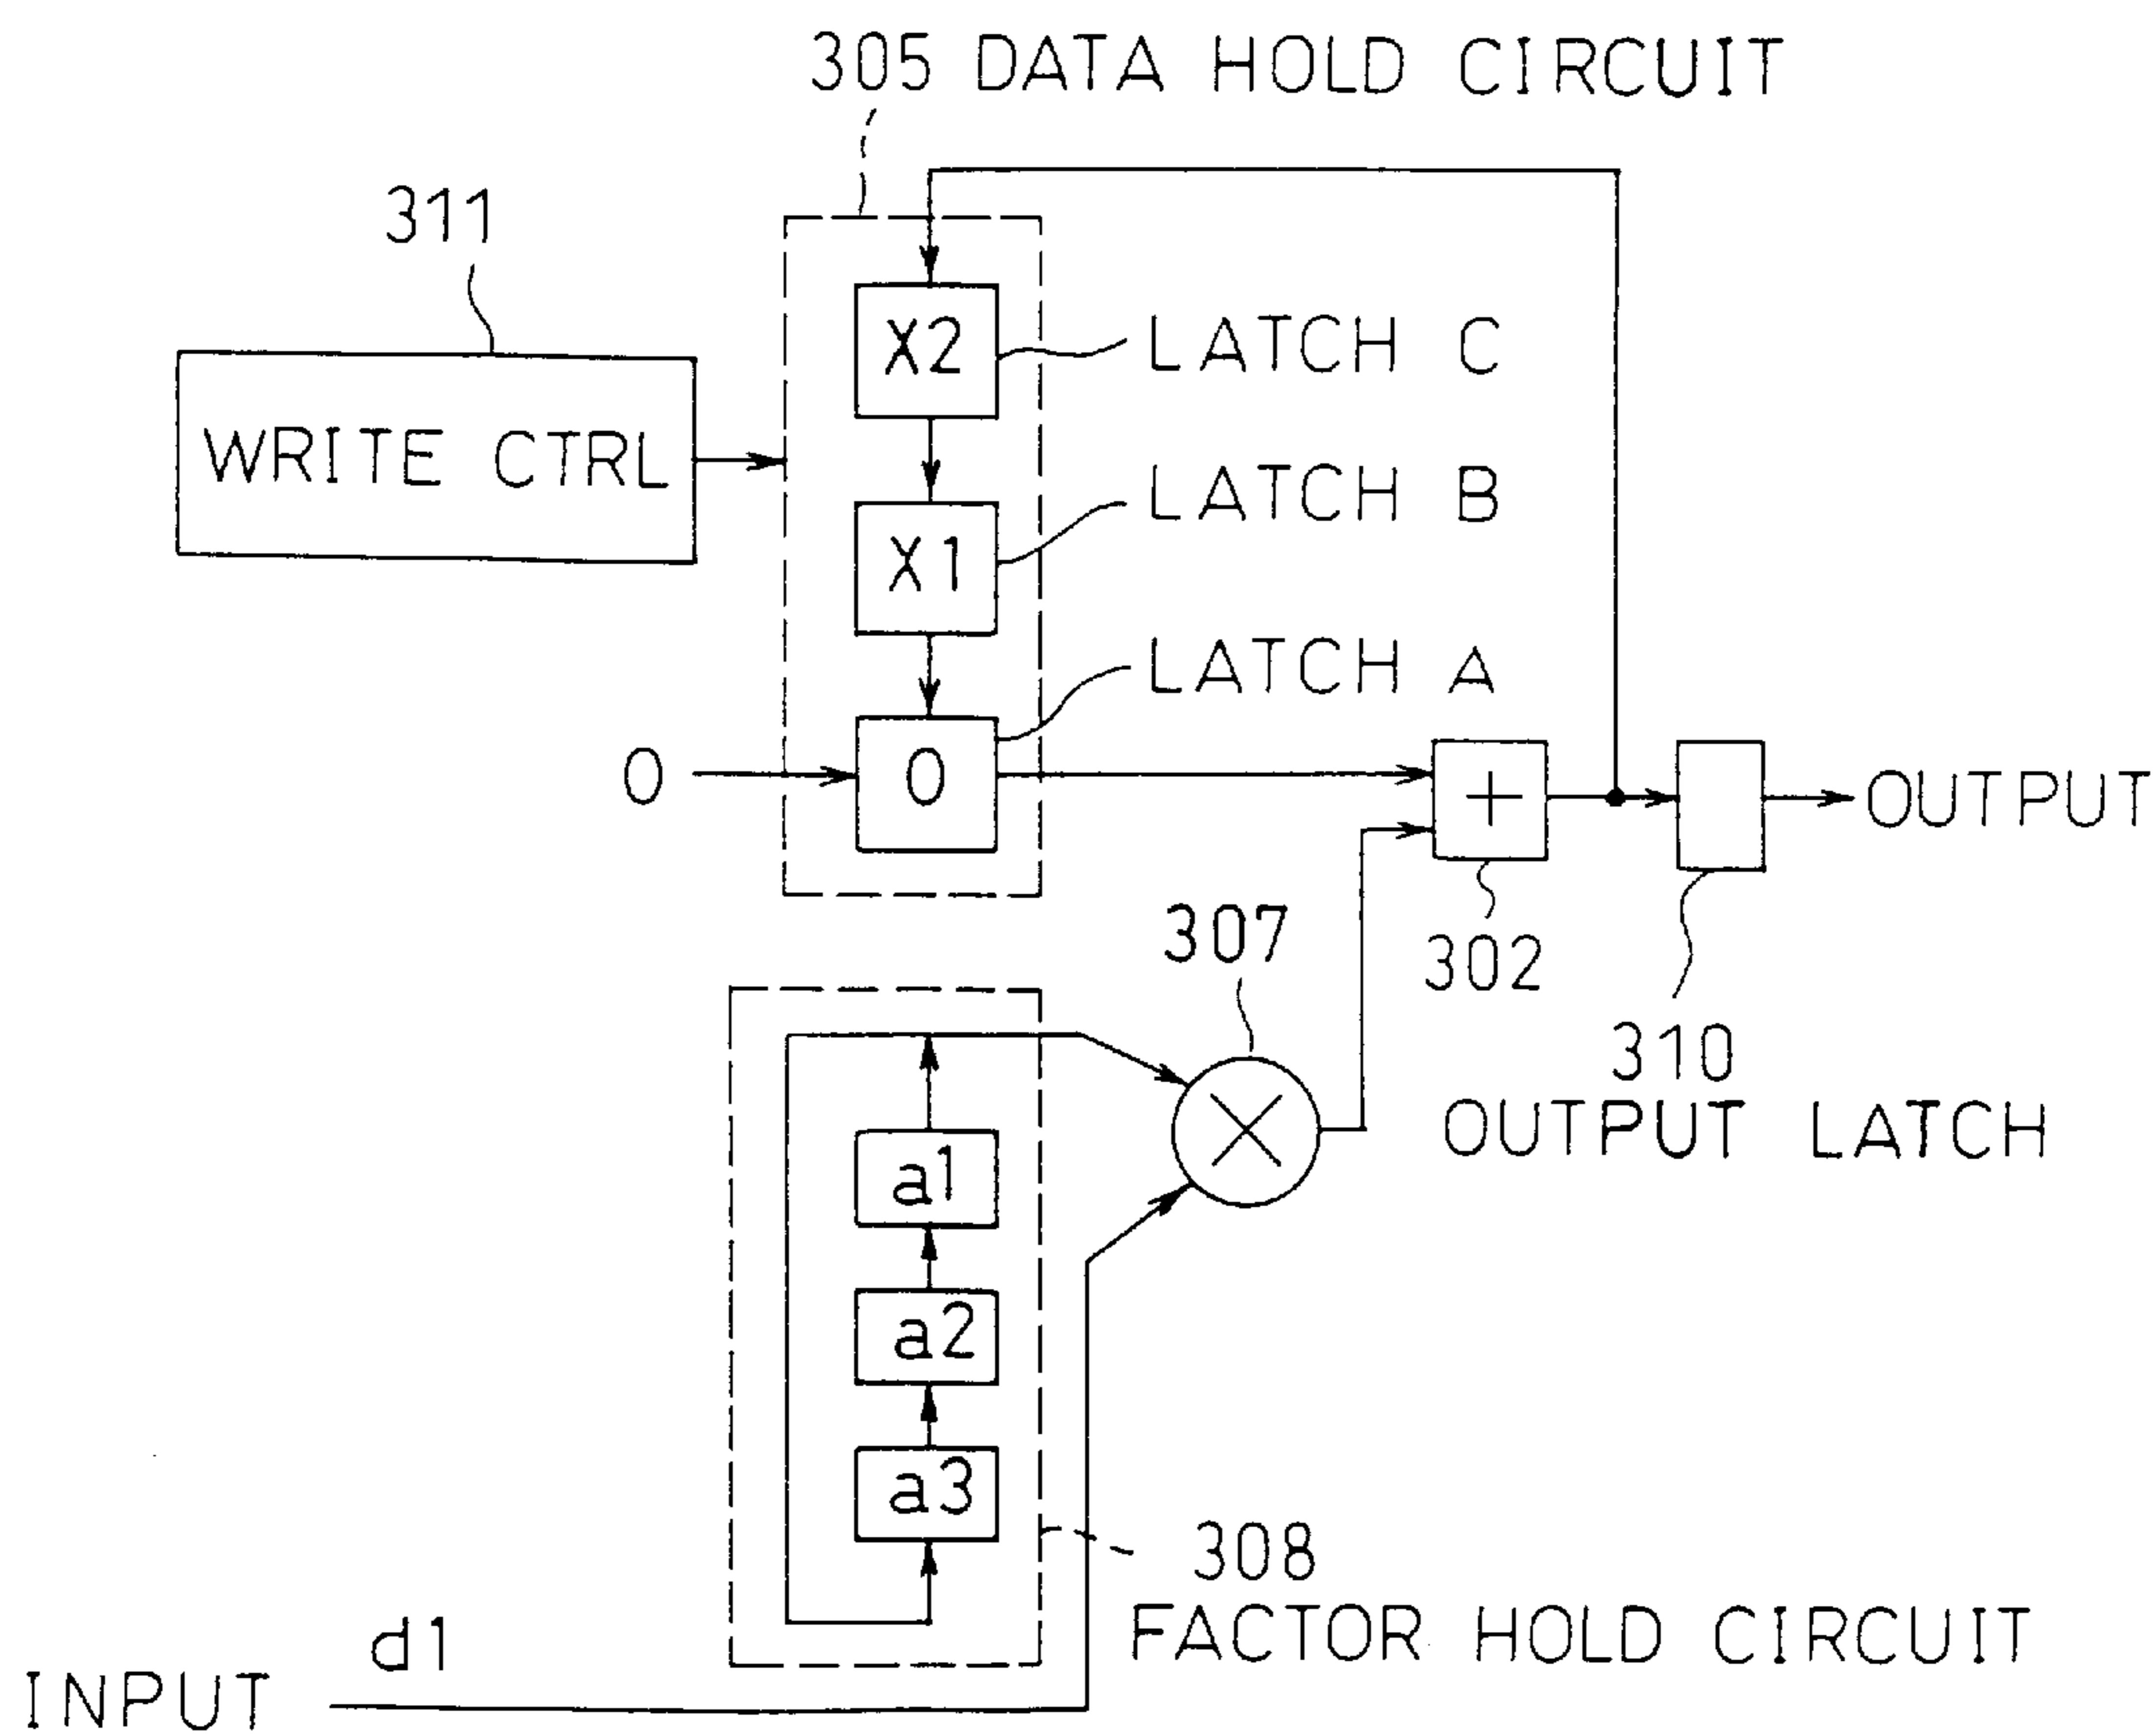 305 DATA HOLD CIRCUIT
311
X2
LATCH C
WRITE CTRL
LATCH B
X1
LATCH A
0
0
+
OUTPUT
307
302
310
OUTPUT LATCH
a1
a2
a3
308
FACTOR HOLD CIRCUIT
d1
INPUT